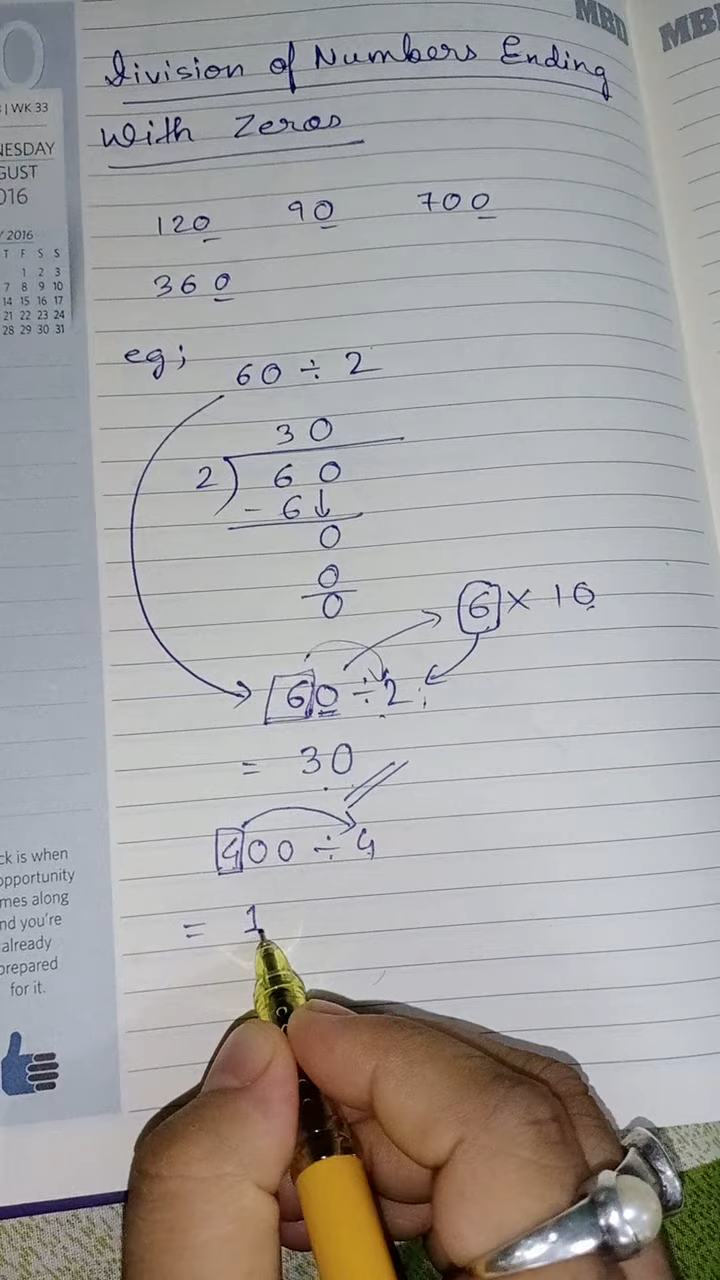 MBD
MB
0
| WK 33
NESDAY
GUST
016
/ 2016
T F S S
1 2 3
7 8 9 10
14 15 16 17
21 22 23 24
28 29 30 31
Division of Numbers Ending
With Zeros
120 90 700
360
eg;
60 ÷ 2
30
2) 60
- 6↓
0
0
0
6 × 10
60 ÷ 2
= 30
400 ÷ 4
= 1
ck is when
opportunity
mes along
nd you're
already
prepared
for it.